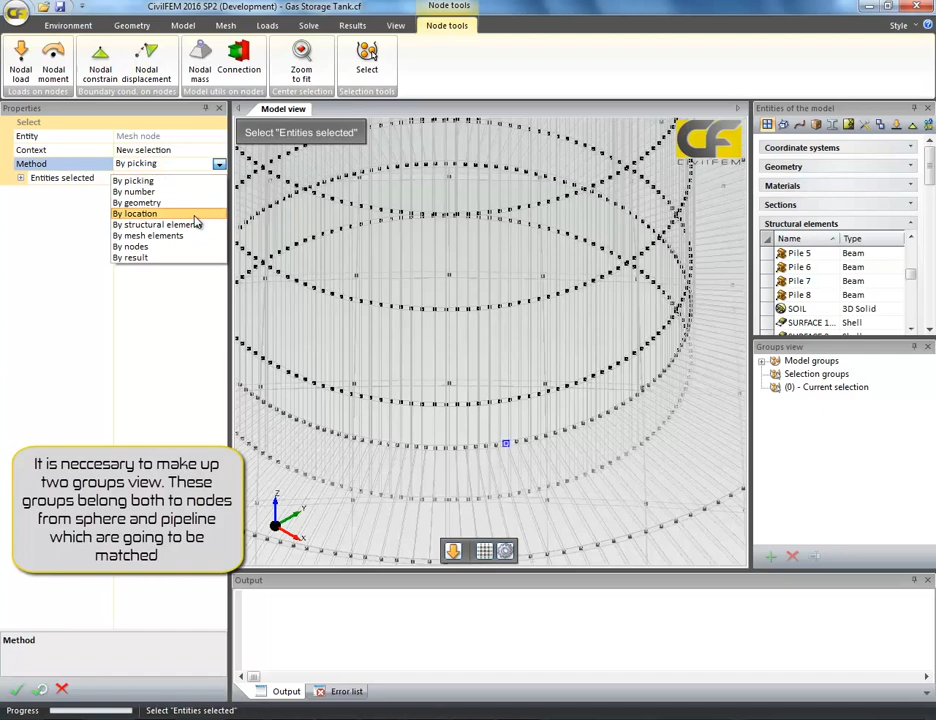 CivilFEM 2016 SP2 (Development) - Gas Storage Tank.cf
Node tools
Environment Geometry Model Mesh Loads Solve Results View Node tools Style
Nodal load
Nodal moment
Nodal constrain
Nodal displacement
Nodal mass
Connection
Zoom to fit
Select
Loads on nodes
Boundary cond. on nodes
Model utils on nodes
Center selection
Selection tools
Properties
Select
Entity Mesh node
Context New selection
Method By picking
Entities selected
By picking
By number
By geometry
By location
By structural elements
By mesh elements
By nodes
By result
It is neccesary to make up
two groups view. These
groups belong both to nodes
from sphere and pipeline
which are going to be
matched
Method
Model view
Select "Entities selected"
CF
CIVILFEM
Z
Y
X
Output
Output Error list
Entities of the model
Coordinate systems
Geometry
Materials
Sections
Structural elements
Name Type
Pile 5 Beam
Pile 6 Beam
Pile 7 Beam
Pile 8 Beam
SOIL 3D Solid
SURFACE 1... Shell
Groups view
Model groups
Selection groups
(0) - Current selection
Progress Select "Entities selected"